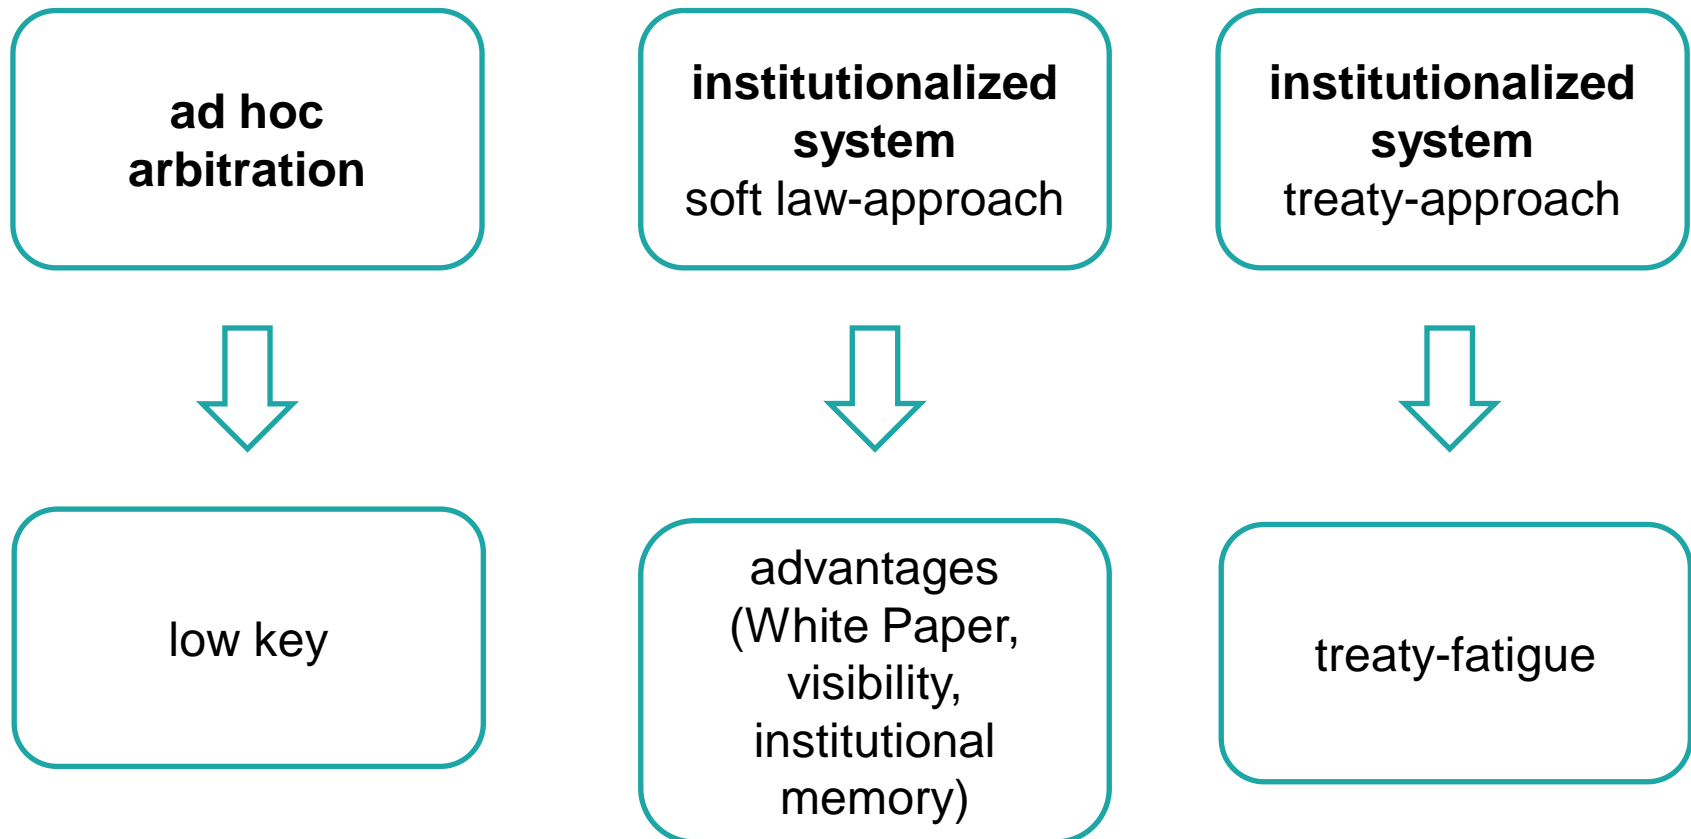 ad hoc
arbitration
institutionalized
system
soft law-approach
institutionalized
system
treaty-approach
low key
advantages
(White Paper,
visibility,
institutional
memory)
treaty-fatigue